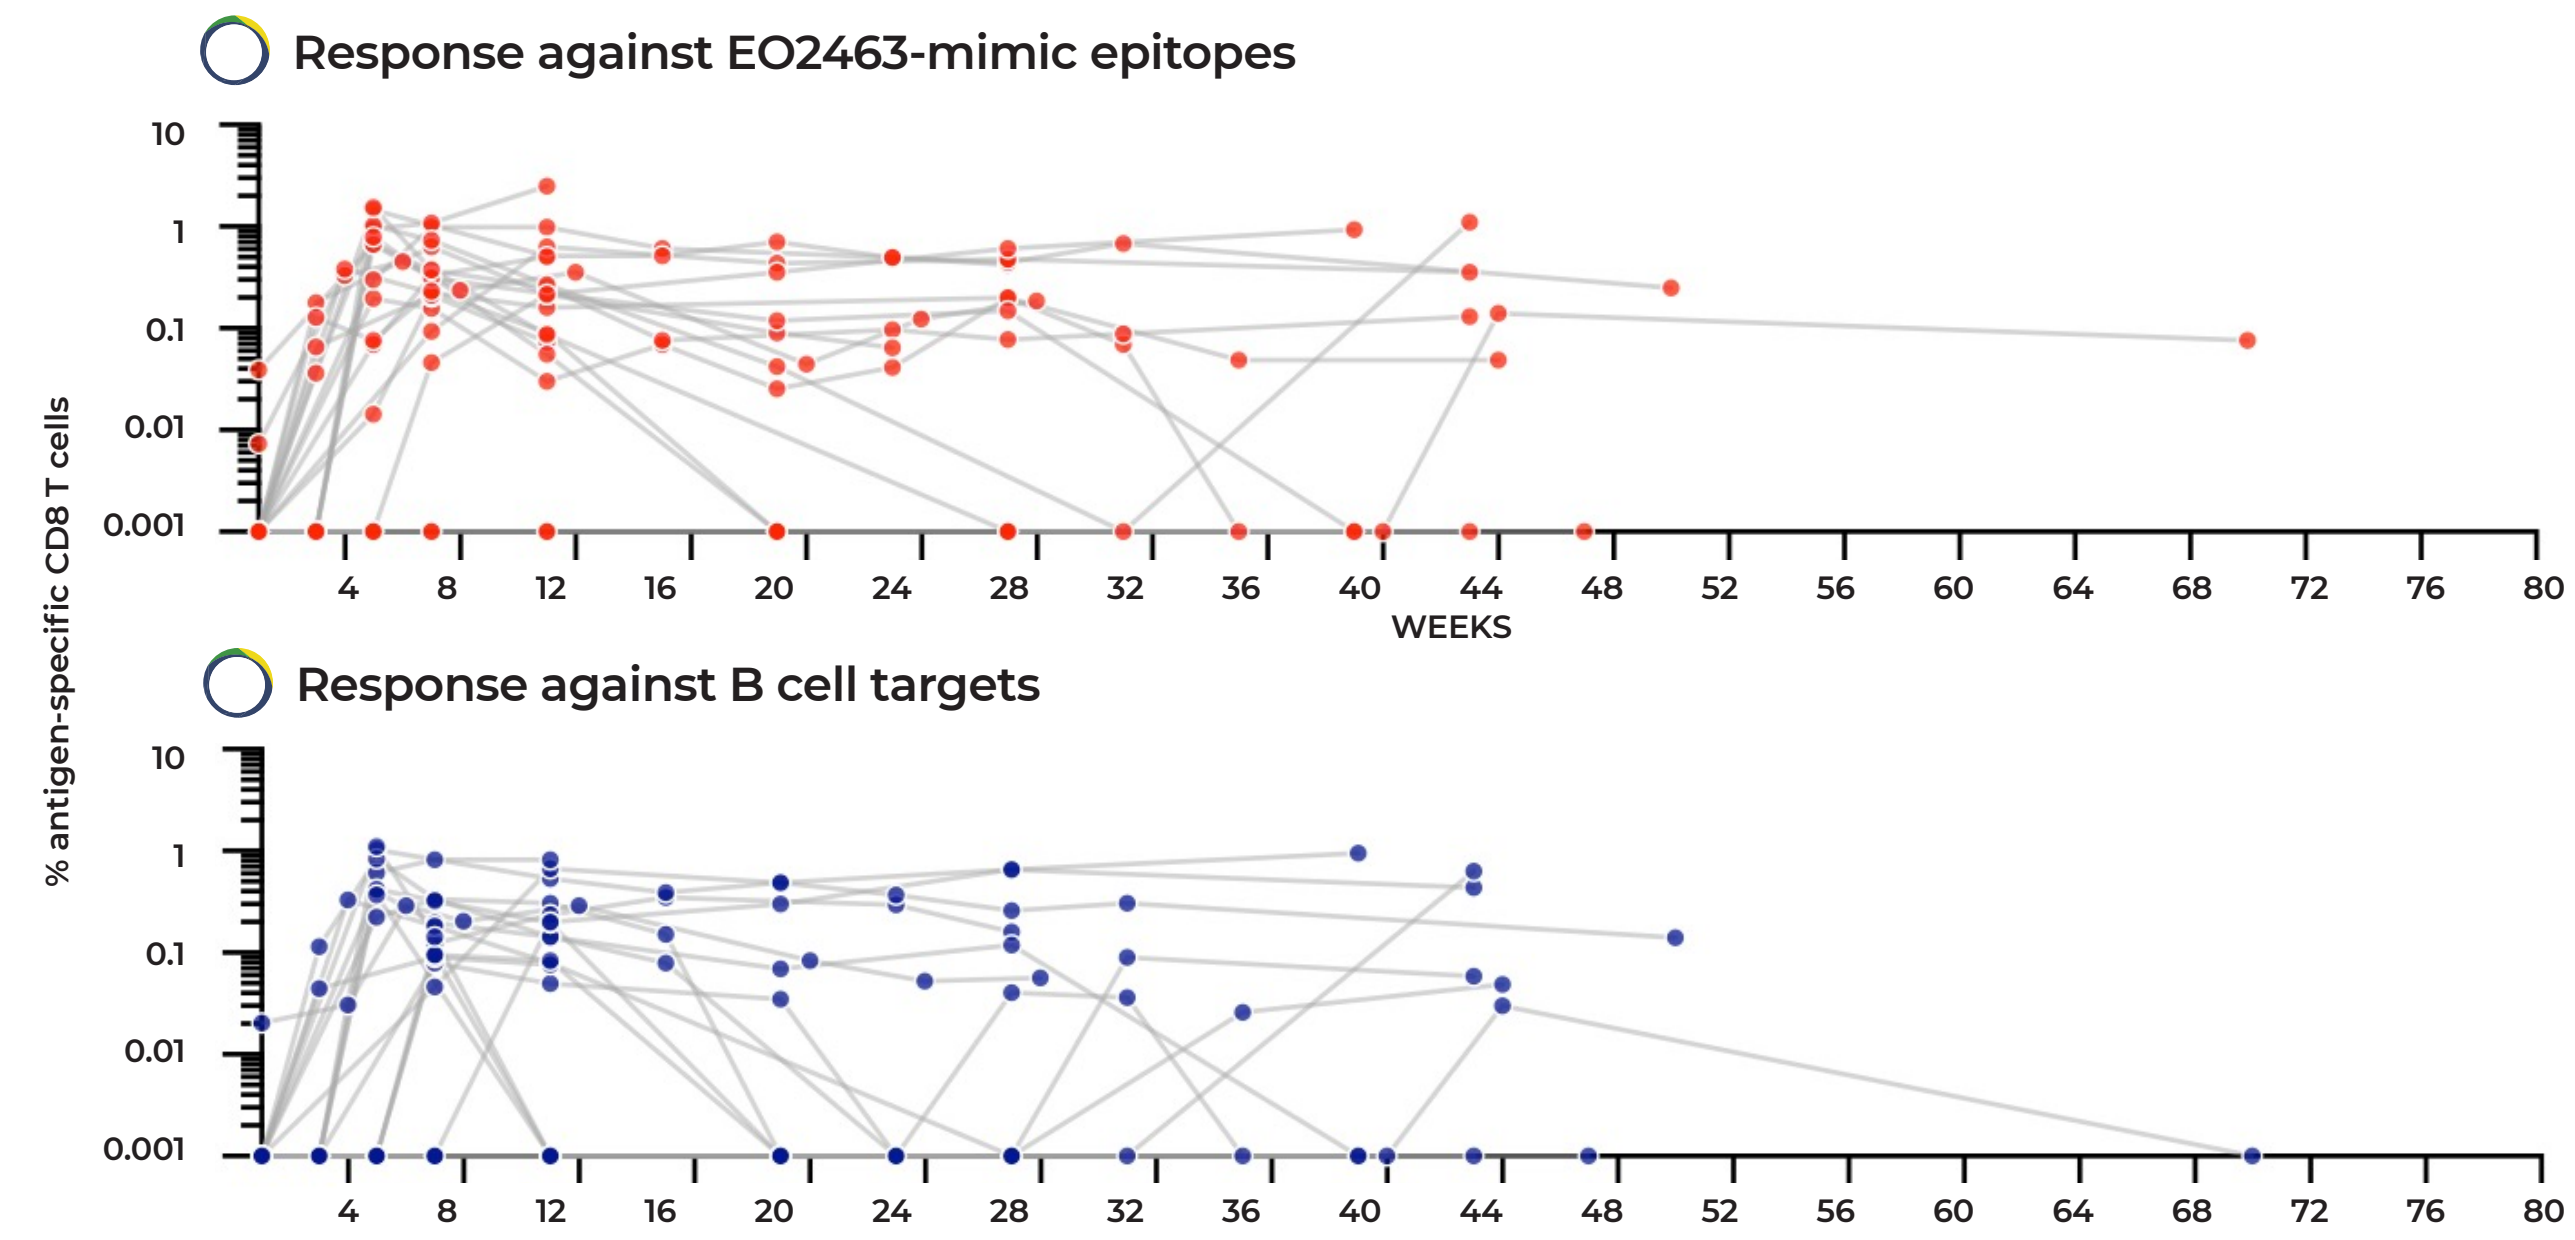 Response against EO2463-mimic epitopes
10
1
0.1
0.01
0.001
4 8 12 16 20 24 28 32 36 40 44 48 52 56 60 64 68 72 76 80
WEEKS
% antigen-specific CD8 T cells
Response against B cell targets
10
1
0.1
0.01
0.001
4 8 12 16 20 24 28 32 36 40 44 48 52 56 60 64 68 72 76 80